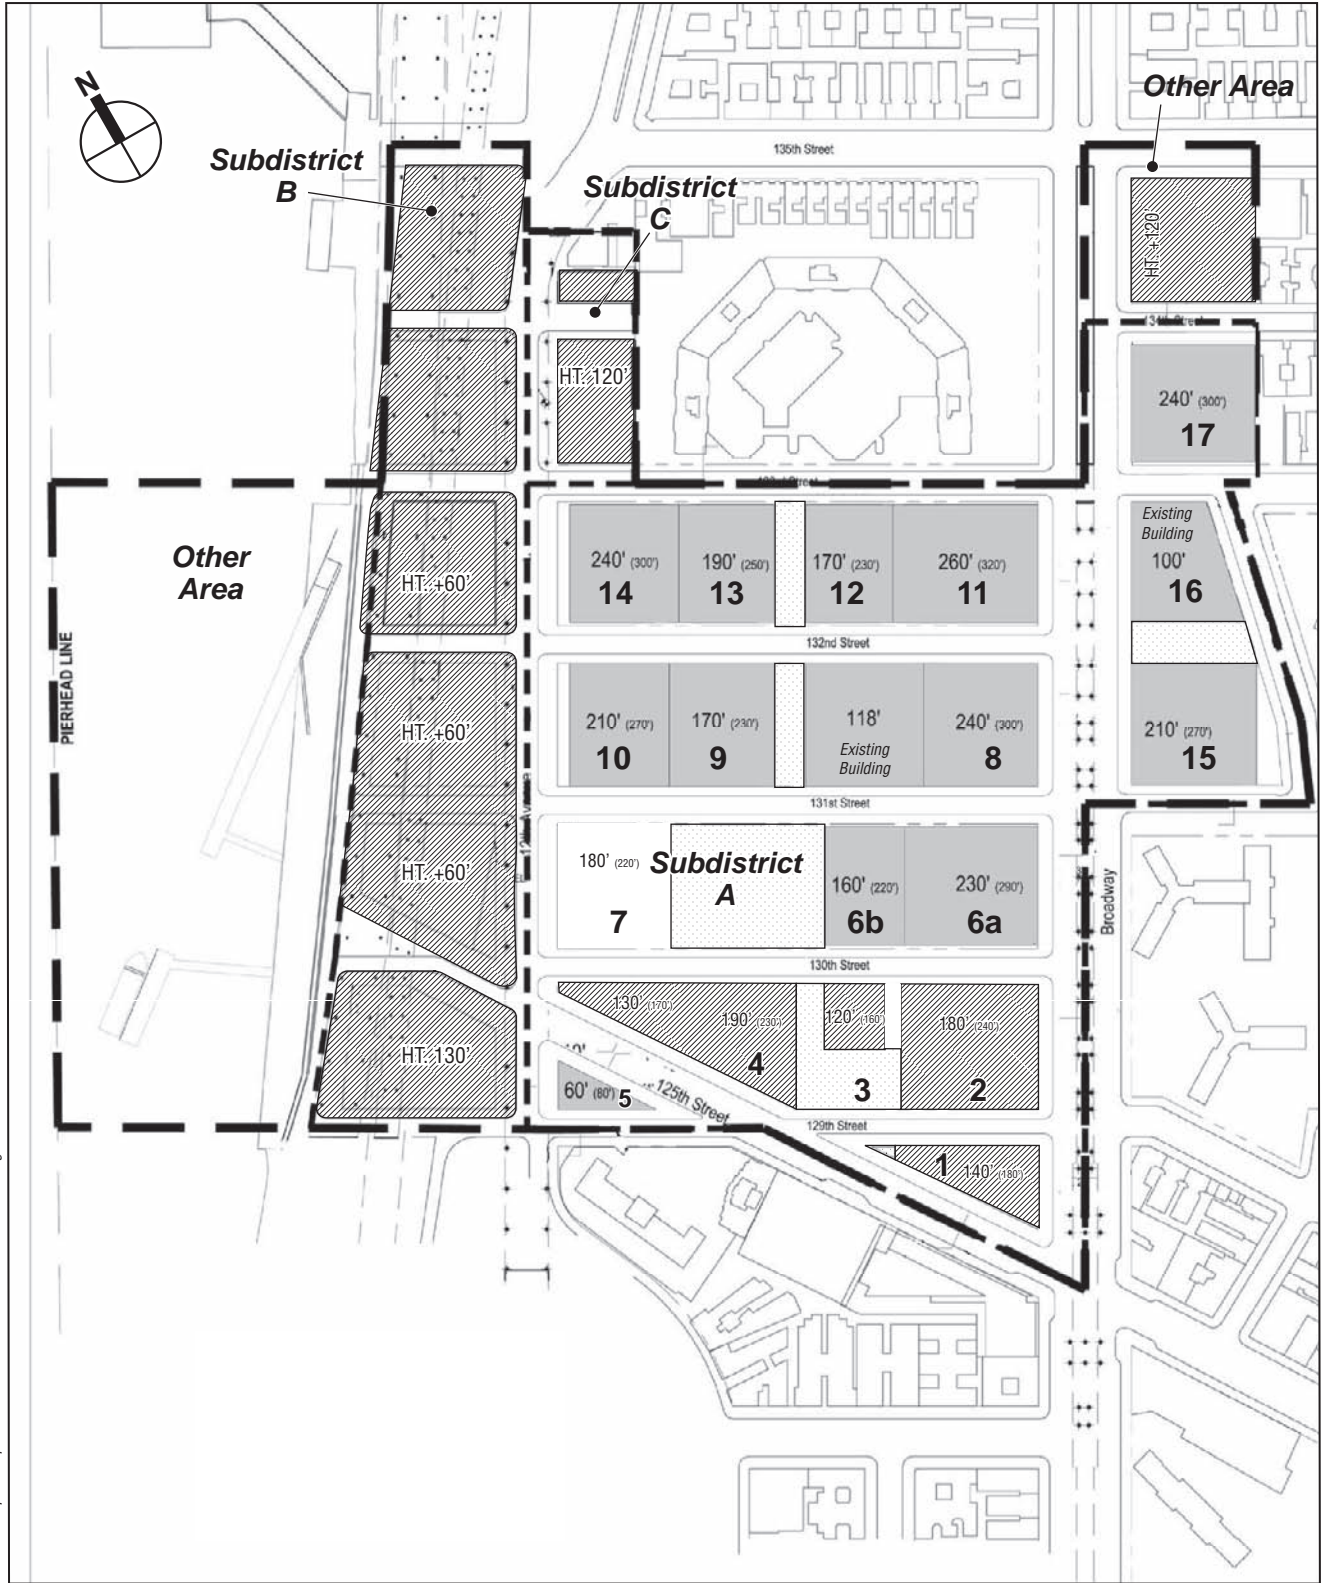 N
Other Area
135th Street
Subdistrict
B
Subdistrict
C
HT. +120'
134th Street
HT. 120'
240' (300')
17
Other
Area
PIERHEAD LINE
HT. +60'
240' (300')
14
190' (250')
13
170' (230')
12
260' (320')
11
Existing
Building
100'
16
132nd Street
HT. +60'
210' (270')
10
170' (230')
9
118'
Existing
Building
240' (300')
8
210' (270')
15
131st Street
12th Avenue
HT. +60'
180' (220')
7
Subdistrict
A
160' (220')
6b
230' (290')
6a
Broadway
130th Street
HT. 130'
130' (170')
190' (230')
4
120' (160')
3
180' (240')
2
60' (80')
5
125th Street
129th Street
1
140' (180')